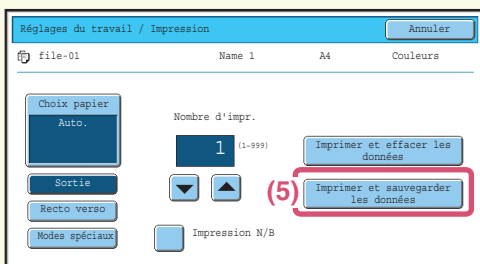 Réglages du travail / Impression
Annuler
file-01 Name 1 A4 Couleurs
Choix papier
Auto.
Nombre d'impr.
1 (1-999)
Imprimer et effacer les
données
Sortie
(5) Imprimer et sauvegarder
les données
Recto verso
Modes spéciaux
Impression N/B